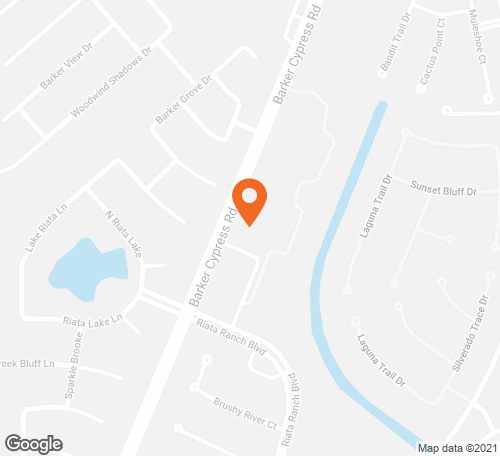 Barker Cypress Rd
Bandit Trail Dr
Cactus Point Ct
Muleshoe Ct
Barker View Dr
Woodwind Shadows Dr
Barker Grove Dr
Sunset Bluff Dr
Laguna Trail Dr
Lake Riata Ln
N Riata Lake
Barker Cypress Rd
Riata Lake Ln
Riata Ranch Blvd
Silverado Trace Dr
Sparkle Brooke
reek Bluff Ln
Laguna Trail Dr
Brushy River Ct
Riata Ranch Blvd
Google
Map data ©2021